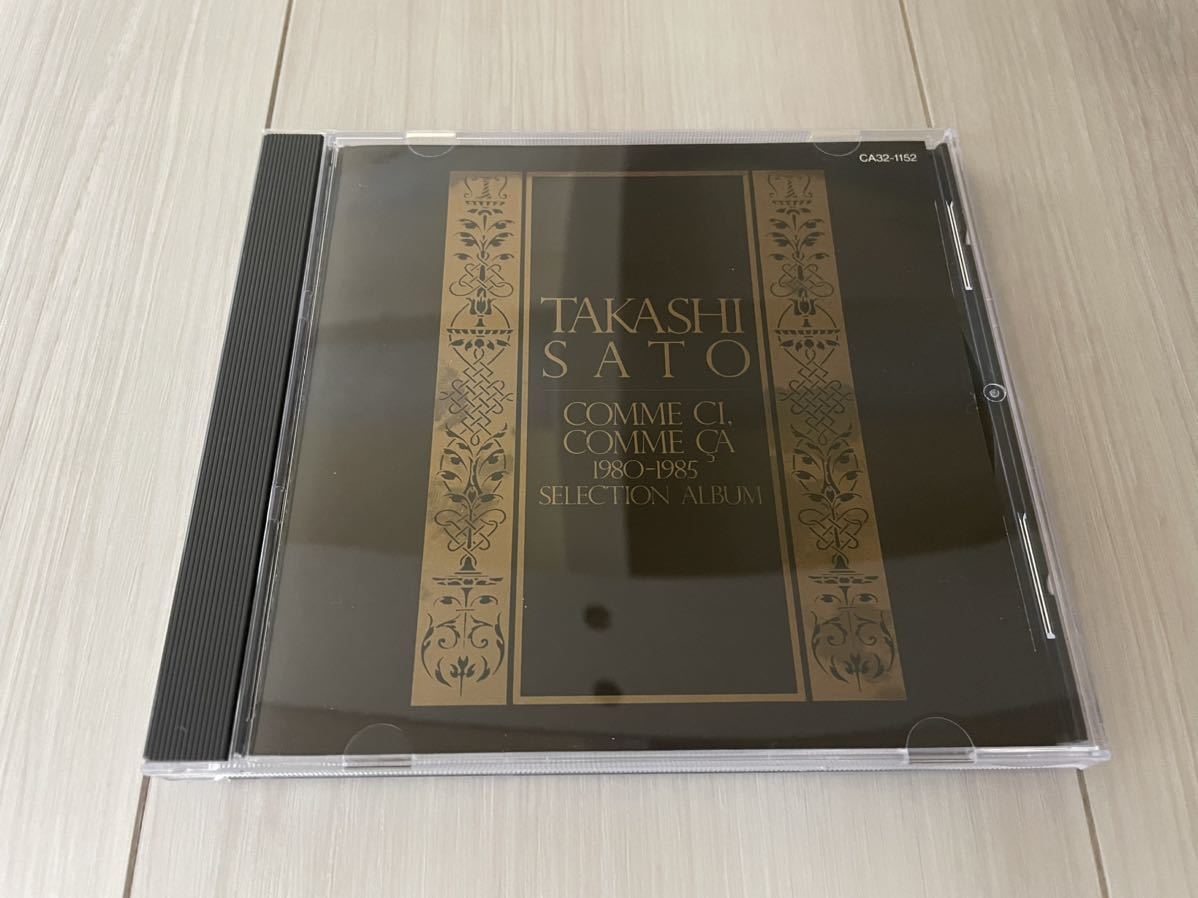 CA32-1152
TAKASHI
SATO
COMME CI,
COMME ÇA
1980-1985
SELECTION ALBUM